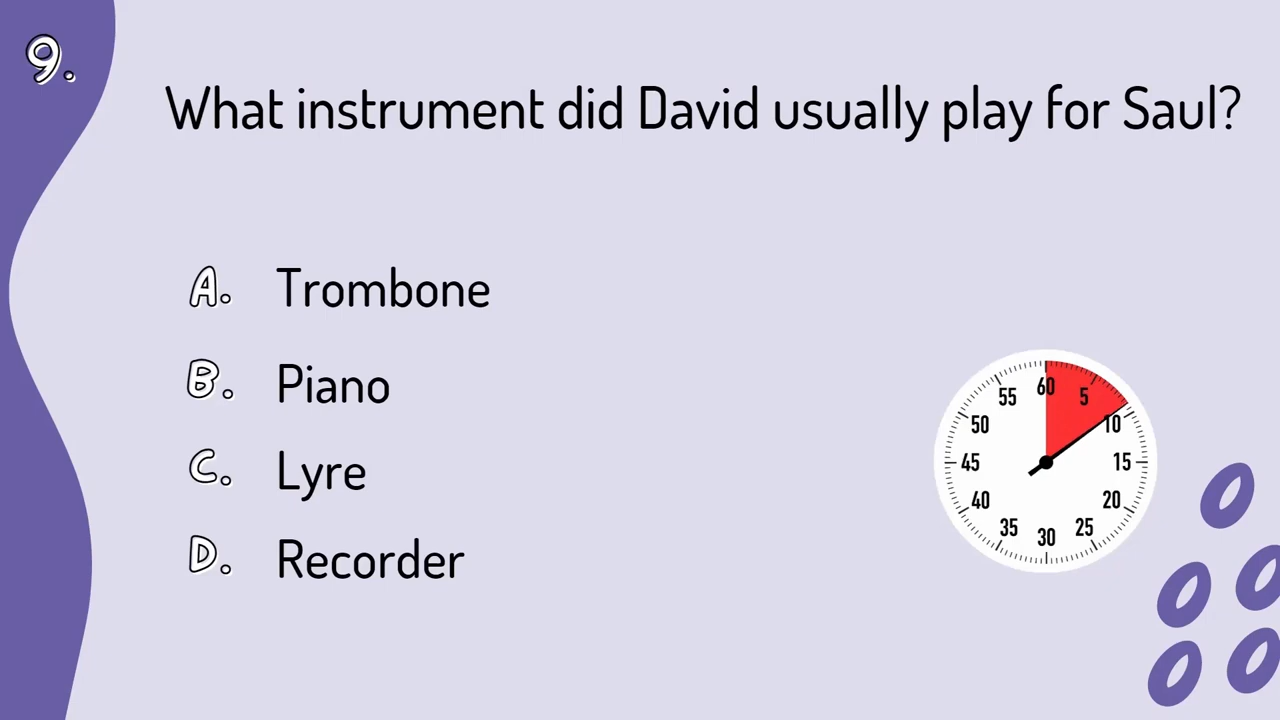 9.
What instrument did David usually play for Saul?
A. Trombone
B. Piano
C. Lyre
D. Recorder
60
5
10
15
20
25
30
35
40
45
50
55